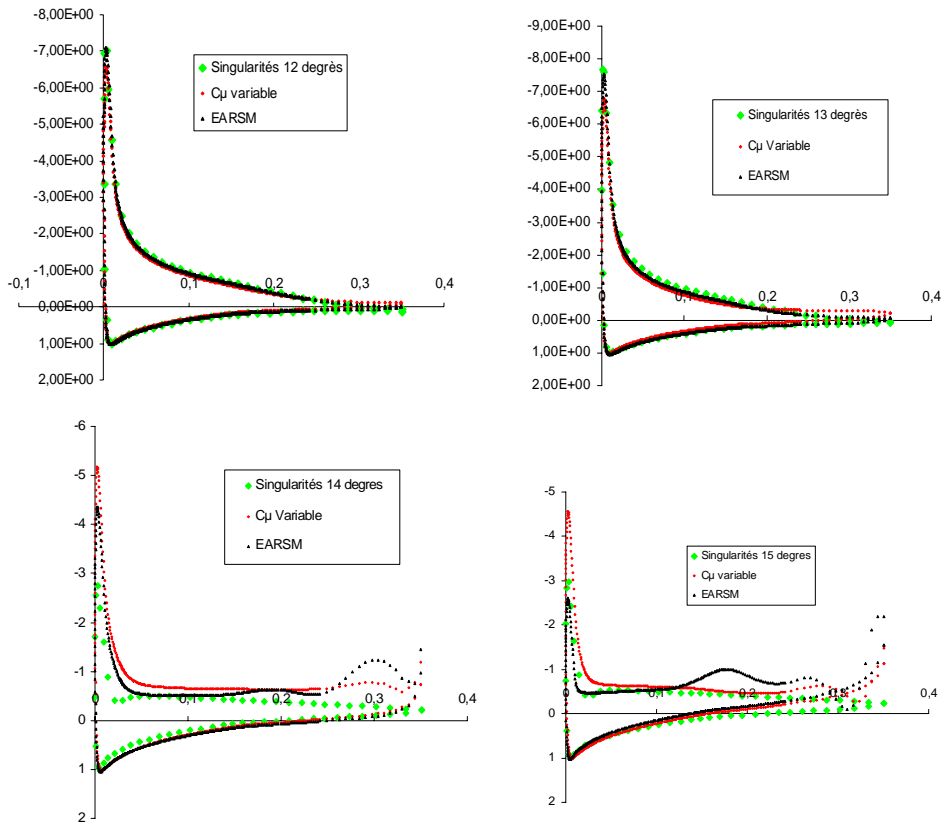 -8,00E+00
-7,00E+00
-6,00E+00
-5,00E+00
-4,00E+00
-3,00E+00
-2,00E+00
-1,00E+00
0,00E+00
1,00E+00
2,00E+00
-0,1
0
0,1
0,2
0,3
0,4
Singularités 12 degrès
Cμ variable
EARSM
-9,00E+00
-8,00E+00
-7,00E+00
-6,00E+00
-5,00E+00
-4,00E+00
-3,00E+00
-2,00E+00
-1,00E+00
0,00E+00
1,00E+00
2,00E+00
0
0,1
0,2
0,3
0,4
Singularités 13 degrès
Cμ Variable
EARSM
-6
-5
-4
-3
-2
-1
0
1
2
0
0,1
0,2
0,3
0,4
Singularités 14 degres
Cμ Variable
EARSM
-5
-4
-3
-2
-1
0
1
2
0
0,1
0,2
0,3
0,4
Singularités 15 degres
Cμ variable
EARSM